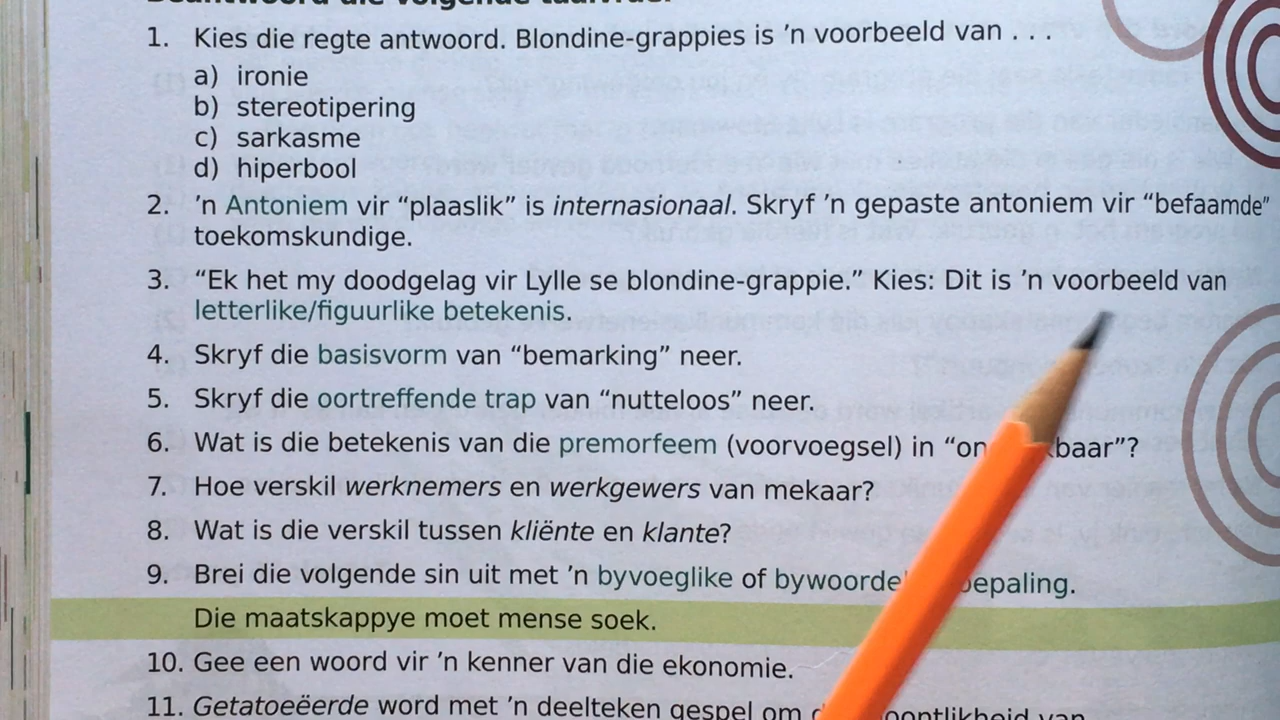 Beantwoord die volgende taalvrae.
1. Kies die regte antwoord. Blondine-grappies is 'n voorbeeld van . . .
a) ironie
b) stereotipering
c) sarkasme
d) hiperbool
2. 'n Antoniem vir “plaaslik” is internasionaal. Skryf 'n gepaste antoniem vir “befaamde”
toekomskundige.
3. “Ek het my doodgelag vir Lylle se blondine-grappie.” Kies: Dit is 'n voorbeeld van
letterlike/figuurlike betekenis.
4. Skryf die basisvorm van “bemarking” neer.
5. Skryf die oortreffende trap van “nutteloos” neer.
6. Wat is die betekenis van die premorfeem (voorvoegsel) in baar”?
7. Hoe verskil werknemers en werkgewers van mekaar?
8. Wat is die verskil tussen kliënte en klante?
9. Brei die volgende sin uit met 'n byvoeglike of
Die maatskappye moet mense soek.
10. Gee een woord vir 'n kenner van die ekonomie.
11. Getatoeëerde word met 'n deelteken gespel om van